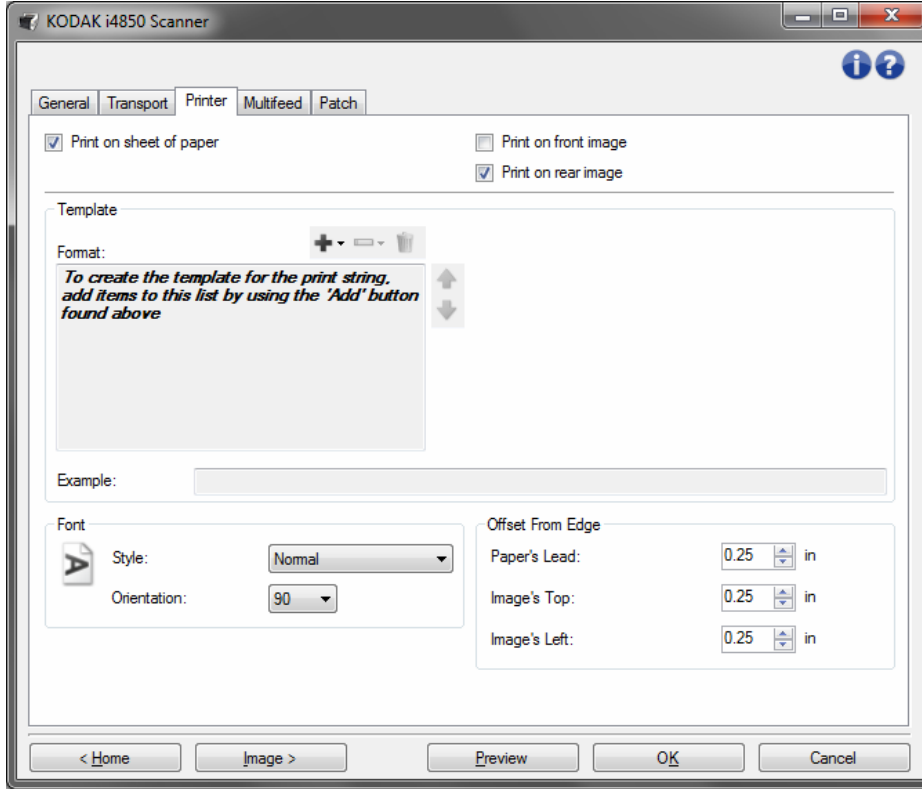 KODAK i4850 Scanner
General Transport Printer Multifeed Patch
Print on sheet of paper
Print on front image
Print on rear image
Template
Format:
To create the template for the print string,
add items to this list by using the 'Add' button
found above
Example:
Font
Style: Normal
Orientation: 90
Offset From Edge
Paper's Lead: 0.25 in
Image's Top: 0.25 in
Image's Left: 0.25 in
< Home Image > Preview OK Cancel